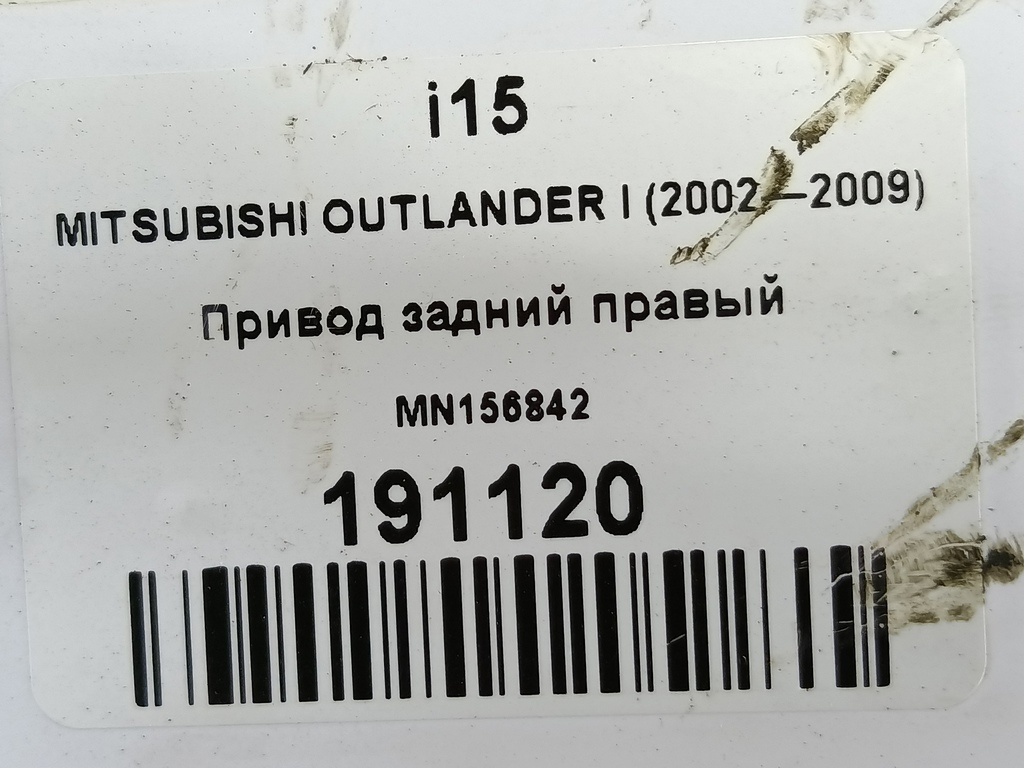 i15
MITSUBISHI OUTLANDER I (2002—2009)
Привод задний правый
MN156842
191120